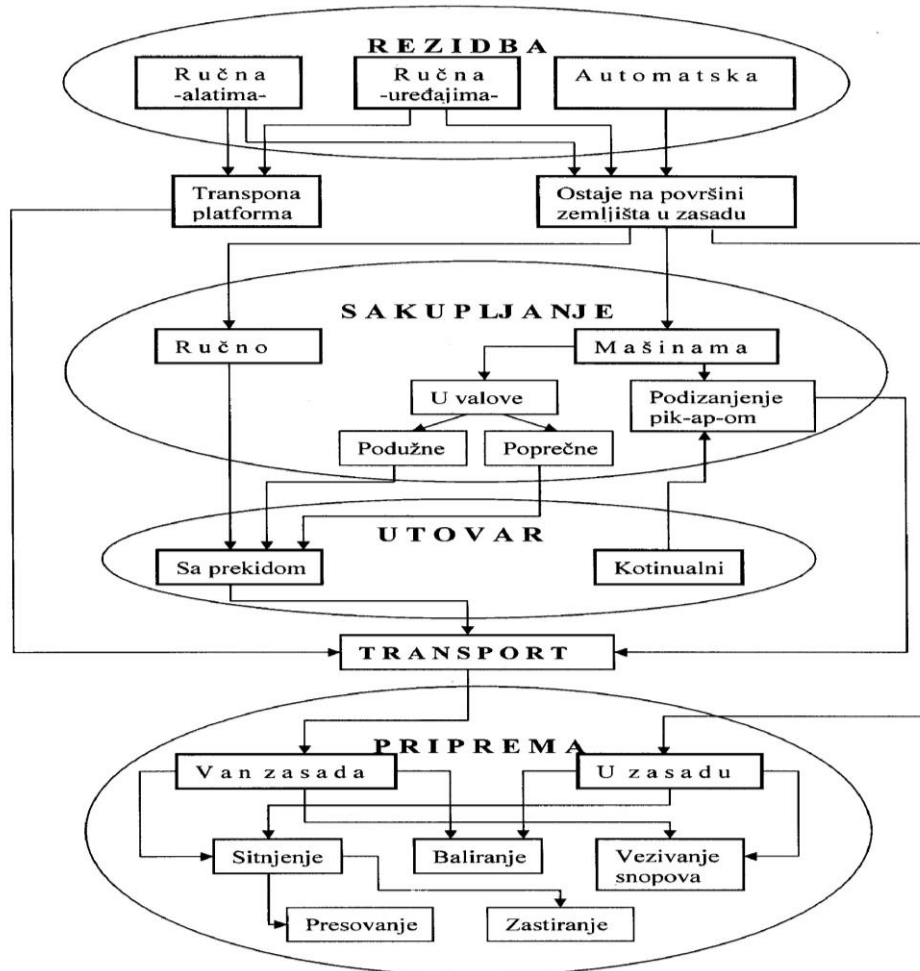 REZIDBA
Ručna
-alatima-
Ručna
-uređajima-
Automatska
Transpona
platforma
Ostaje na površini
zemljišta u zasadu
SAKUPLJANJE
Ručno
Mašinama
U valove
Podizanjenje
pik-ap-om
Podužne
Poprečne
UTOVAR
Sa prekidom
Kotinualni
TRANSPORT
PRIPREMA
Van zasada
U zasadu
Sitnjenje
Baliranje
Vezivanje
snopova
Presovanje
Zastiranje